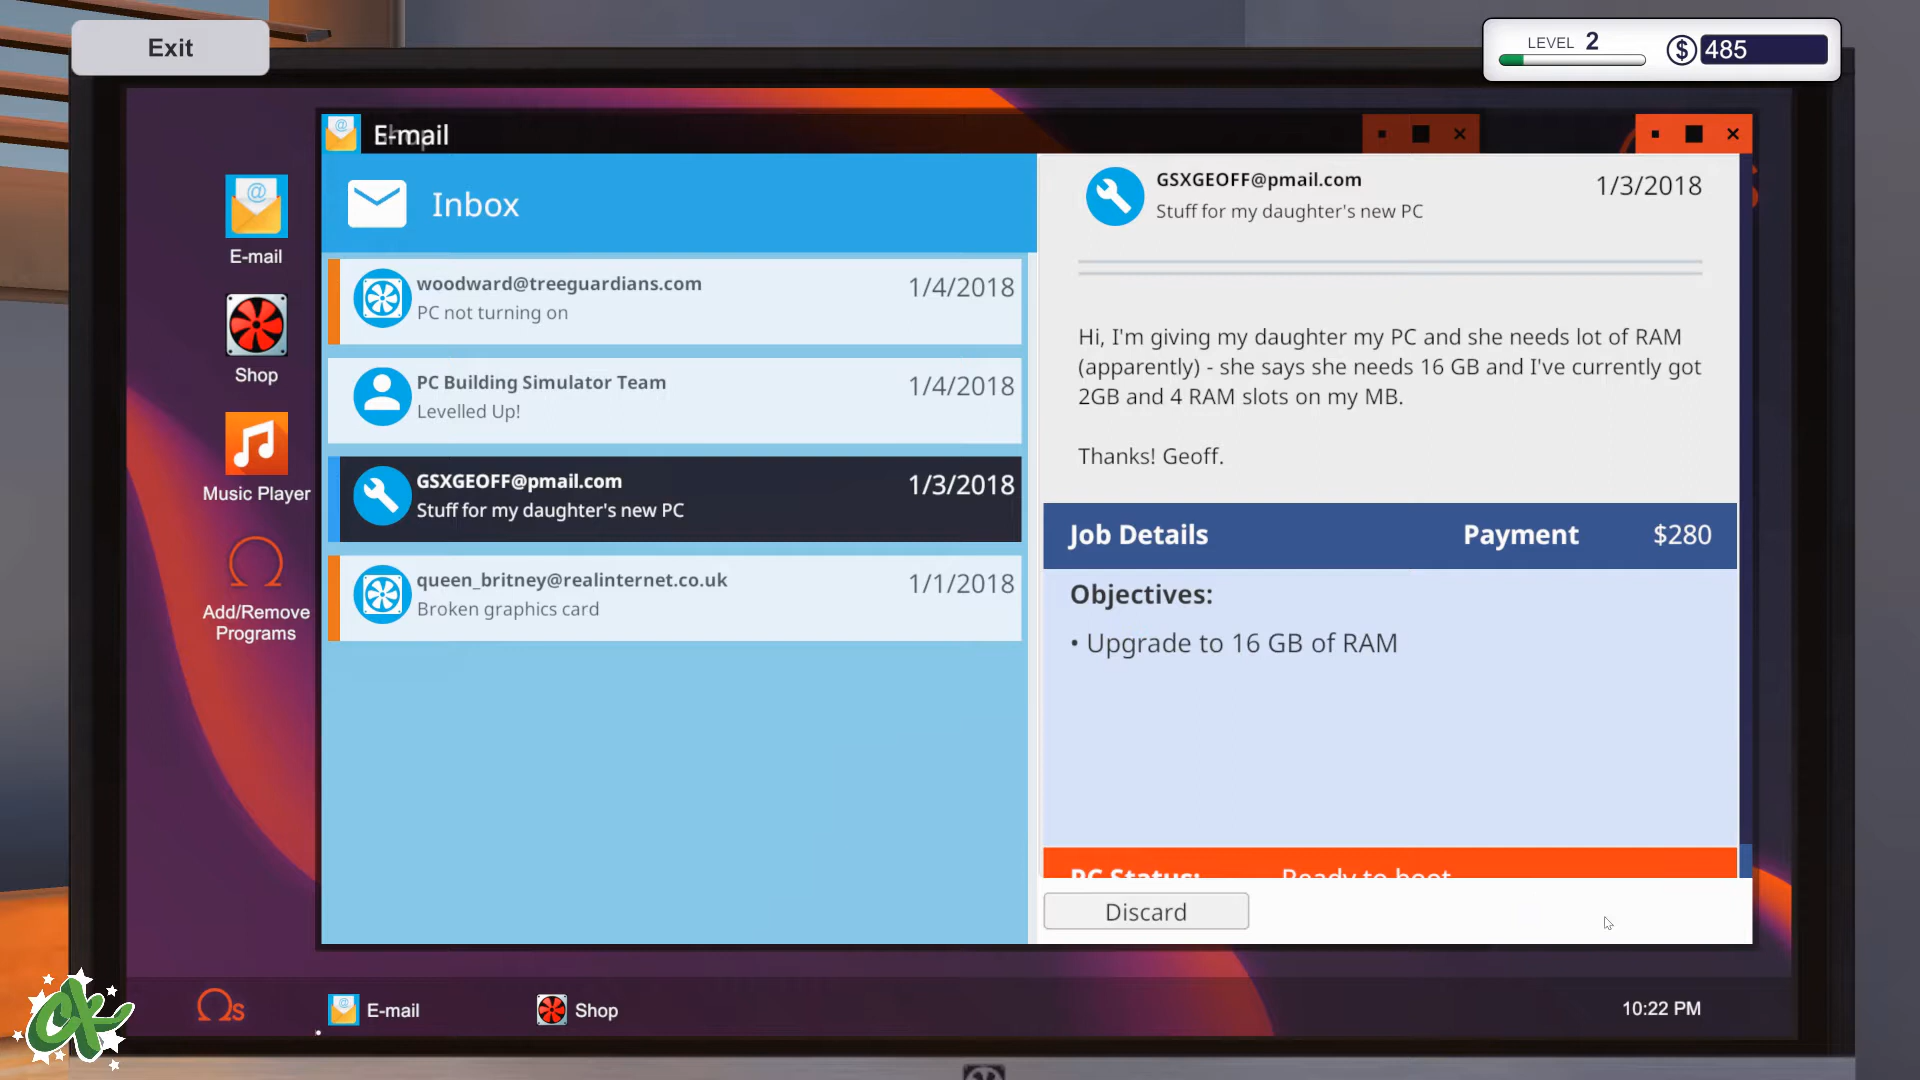 Exit
LEVEL 2
$ 485
E-mail
Inbox
woodward@treeguardians.com
1/4/2018
PC not turning on
PC Building Simulator Team
1/4/2018
Levelled Up!
GSXGEOFF@pmail.com
1/3/2018
Stuff for my daughter's new PC
queen_britney@realinternet.co.uk
1/1/2018
Broken graphics card
E-mail
Shop
Music Player
Add/Remove
Programs
GSXGEOFF@pmail.com
1/3/2018
Stuff for my daughter's new PC
Hi, I'm giving my daughter my PC and she needs lot of RAM
(apparently) - she says she needs 16 GB and I've currently got
2GB and 4 RAM slots on my MB.
Thanks! Geoff.
Job Details Payment $280
Objectives:
• Upgrade to 16 GB of RAM
PC Status: Ready to boot
Discard
Ωs
E-mail
Shop
10:22 PM